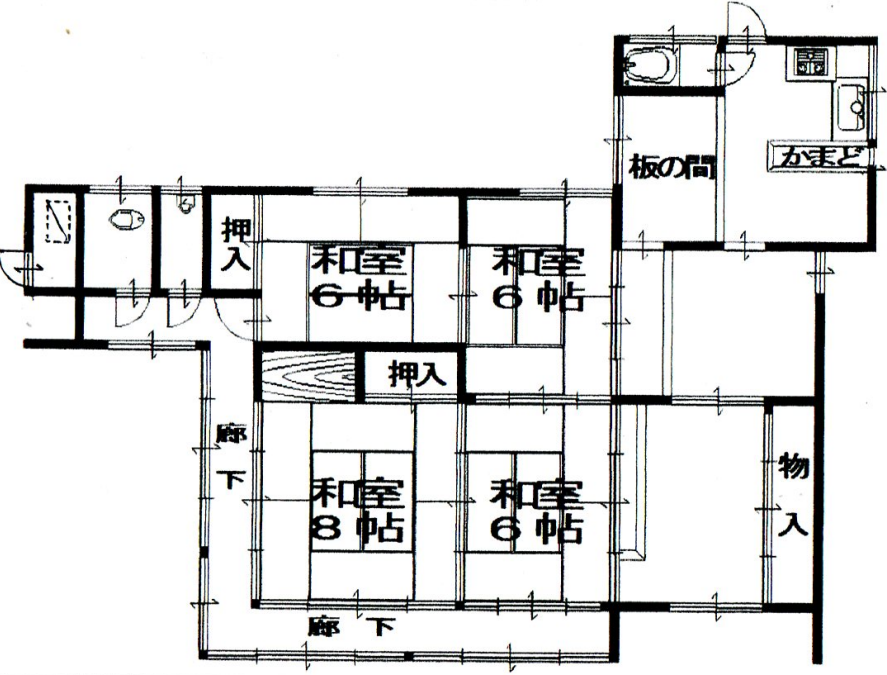 かまど
板の間
押
入
和室
6帖
和室
6帖
押入
廊
下
和室
8帖
和室
6帖
物
入
廊下